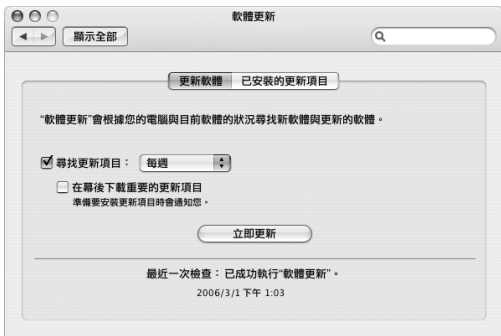 軟體更新
顯示全部
更新軟體 已安裝的更新項目
“軟體更新”會根據您的電腦與目前軟體的狀況尋找新軟體與更新的軟體。
尋找更新項目： 每週
在幕後下載重要的更新項目
準備要安裝更新項目時會通知您。
立即更新
最近一次檢查：已成功執行“軟體更新”。
2006/3/1 下午 1:03